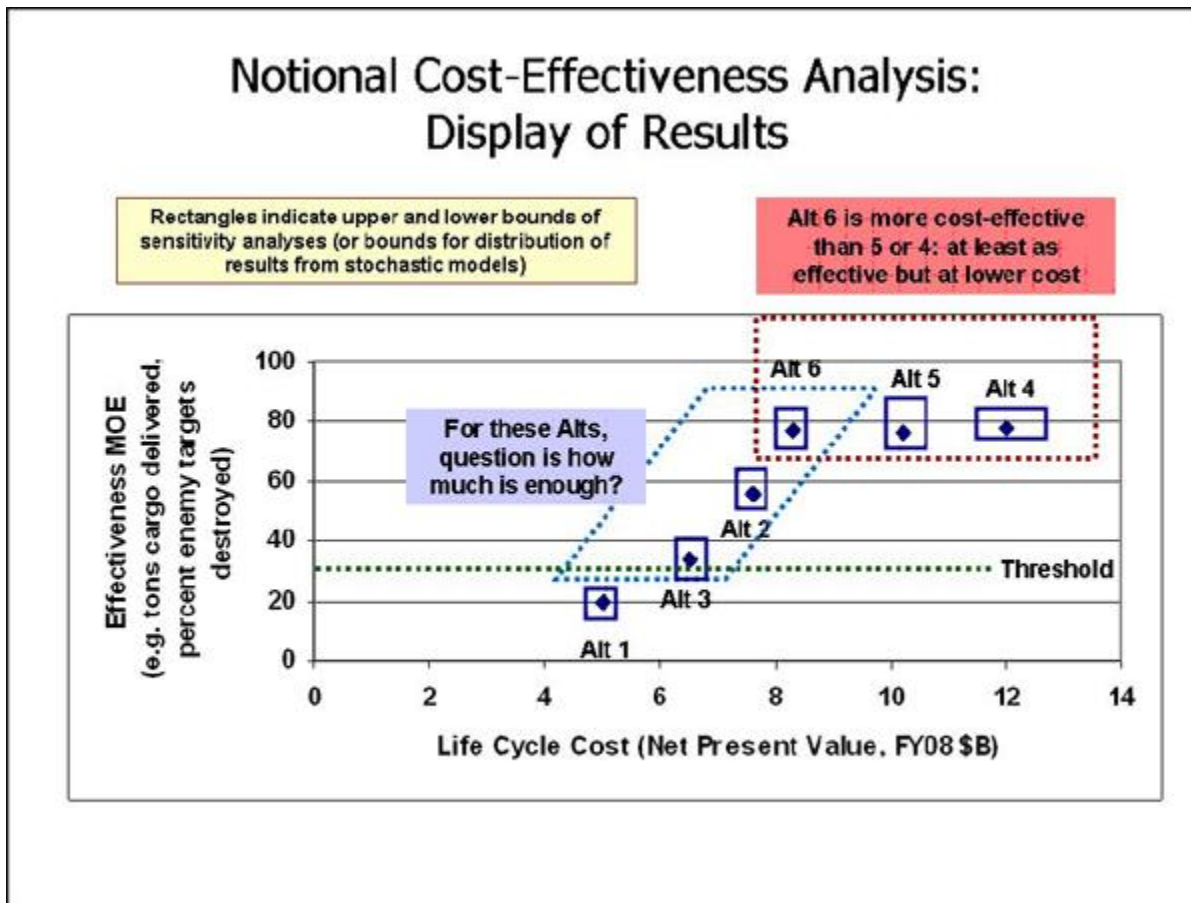 Notional Cost-Effectiveness Analysis:
Display of Results
Rectangles indicate upper and lower bounds of
sensitivity analyses (or bounds for distribution of
results from stochastic models)
Alt 6 is more cost-effective
than 5 or 4: at least as
effective but at lower cost
Effectiveness MOE
(e.g. tons cargo delivered,
percent enemy targets
destroyed)
100
80
60
40
20
0
For these Alts,
question is how
much is enough?
Alt 6
Alt 5
Alt 4
Alt 2
Alt 3
Alt 1
Threshold
0 2 4 6 8 10 12 14
Life Cycle Cost (Net Present Value, FY08 $B)